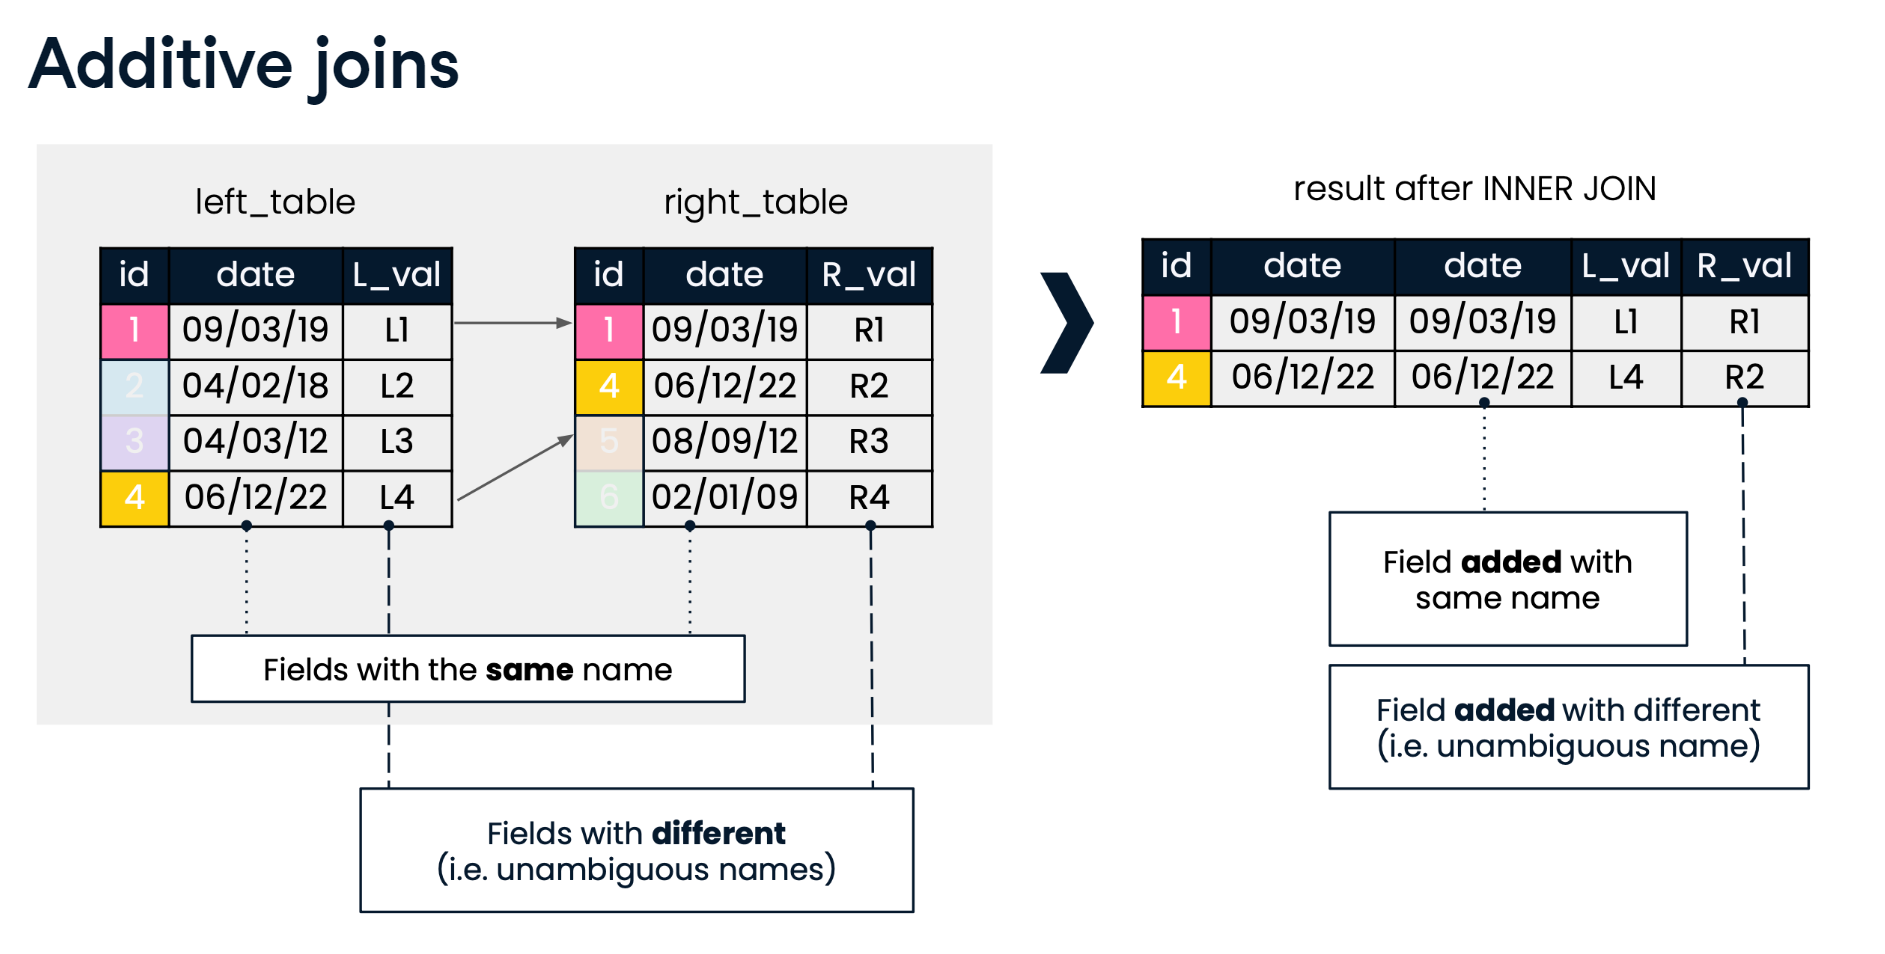 Additive joins
left_table
id date L_val
1 09/03/19 L1
2 04/02/18 L2
3 04/03/12 L3
4 06/12/22 L4
right_table
id date R_val
1 09/03/19 R1
4 06/12/22 R2
5 08/09/12 R3
6 02/01/09 R4
Fields with the same name
Fields with different
(i.e. unambiguous names)
result after INNER JOIN
id date date L_val R_val
1 09/03/19 09/03/19 L1 R1
4 06/12/22 06/12/22 L4 R2
Field added with
same name
Field added with different
(i.e. unambiguous name)